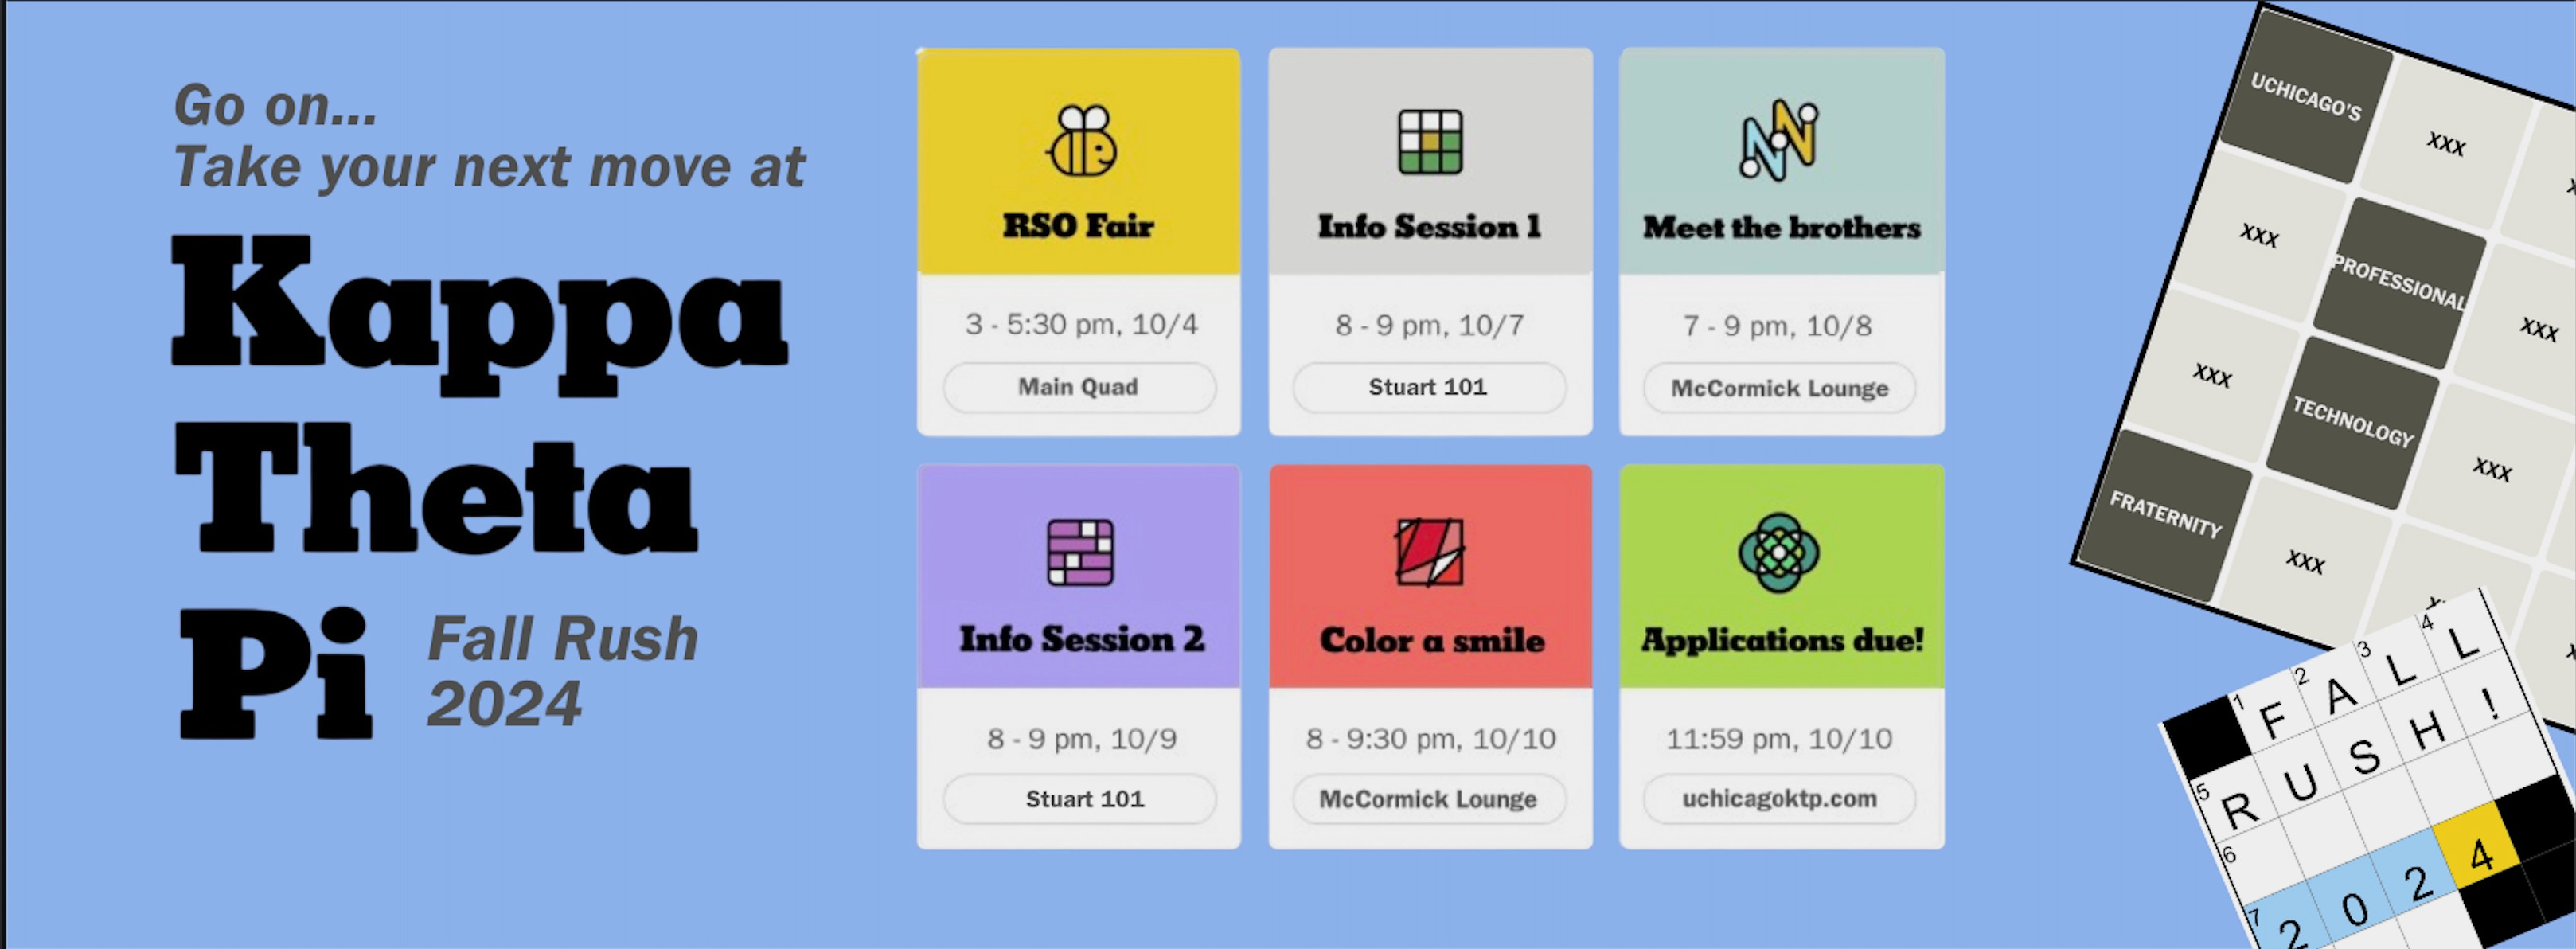 Go on...
Take your next move at
Kappa
Theta
Pi
Fall Rush
2024
RSO Fair
3 - 5:30 pm, 10/4
Main Quad
Info Session 1
8 - 9 pm, 10/7
Stuart 101
Meet the brothers
7 - 9 pm, 10/8
McCormick Lounge
Info Session 2
8 - 9 pm, 10/9
Stuart 101
Color a smile
8 - 9:30 pm, 10/10
McCormick Lounge
Applications due!
11:59 pm, 10/10
uchicagoktp.com
UCHICAGO'S XXX
XXX PROFESSIONAL XXX
XXX TECHNOLOGY XXX
FRATERNITY XXX
1 F 2 A 3 L 4 L
5 R U S H !
6
7 2 0 2 4